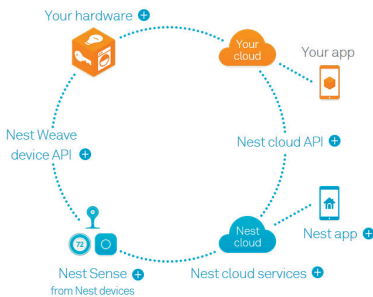 Your hardware
Your
cloud
Your app
Nest Weave
device API
Nest cloud API
72
Nest
cloud
Nest app
Nest Sense
from Nest devices
Nest cloud services